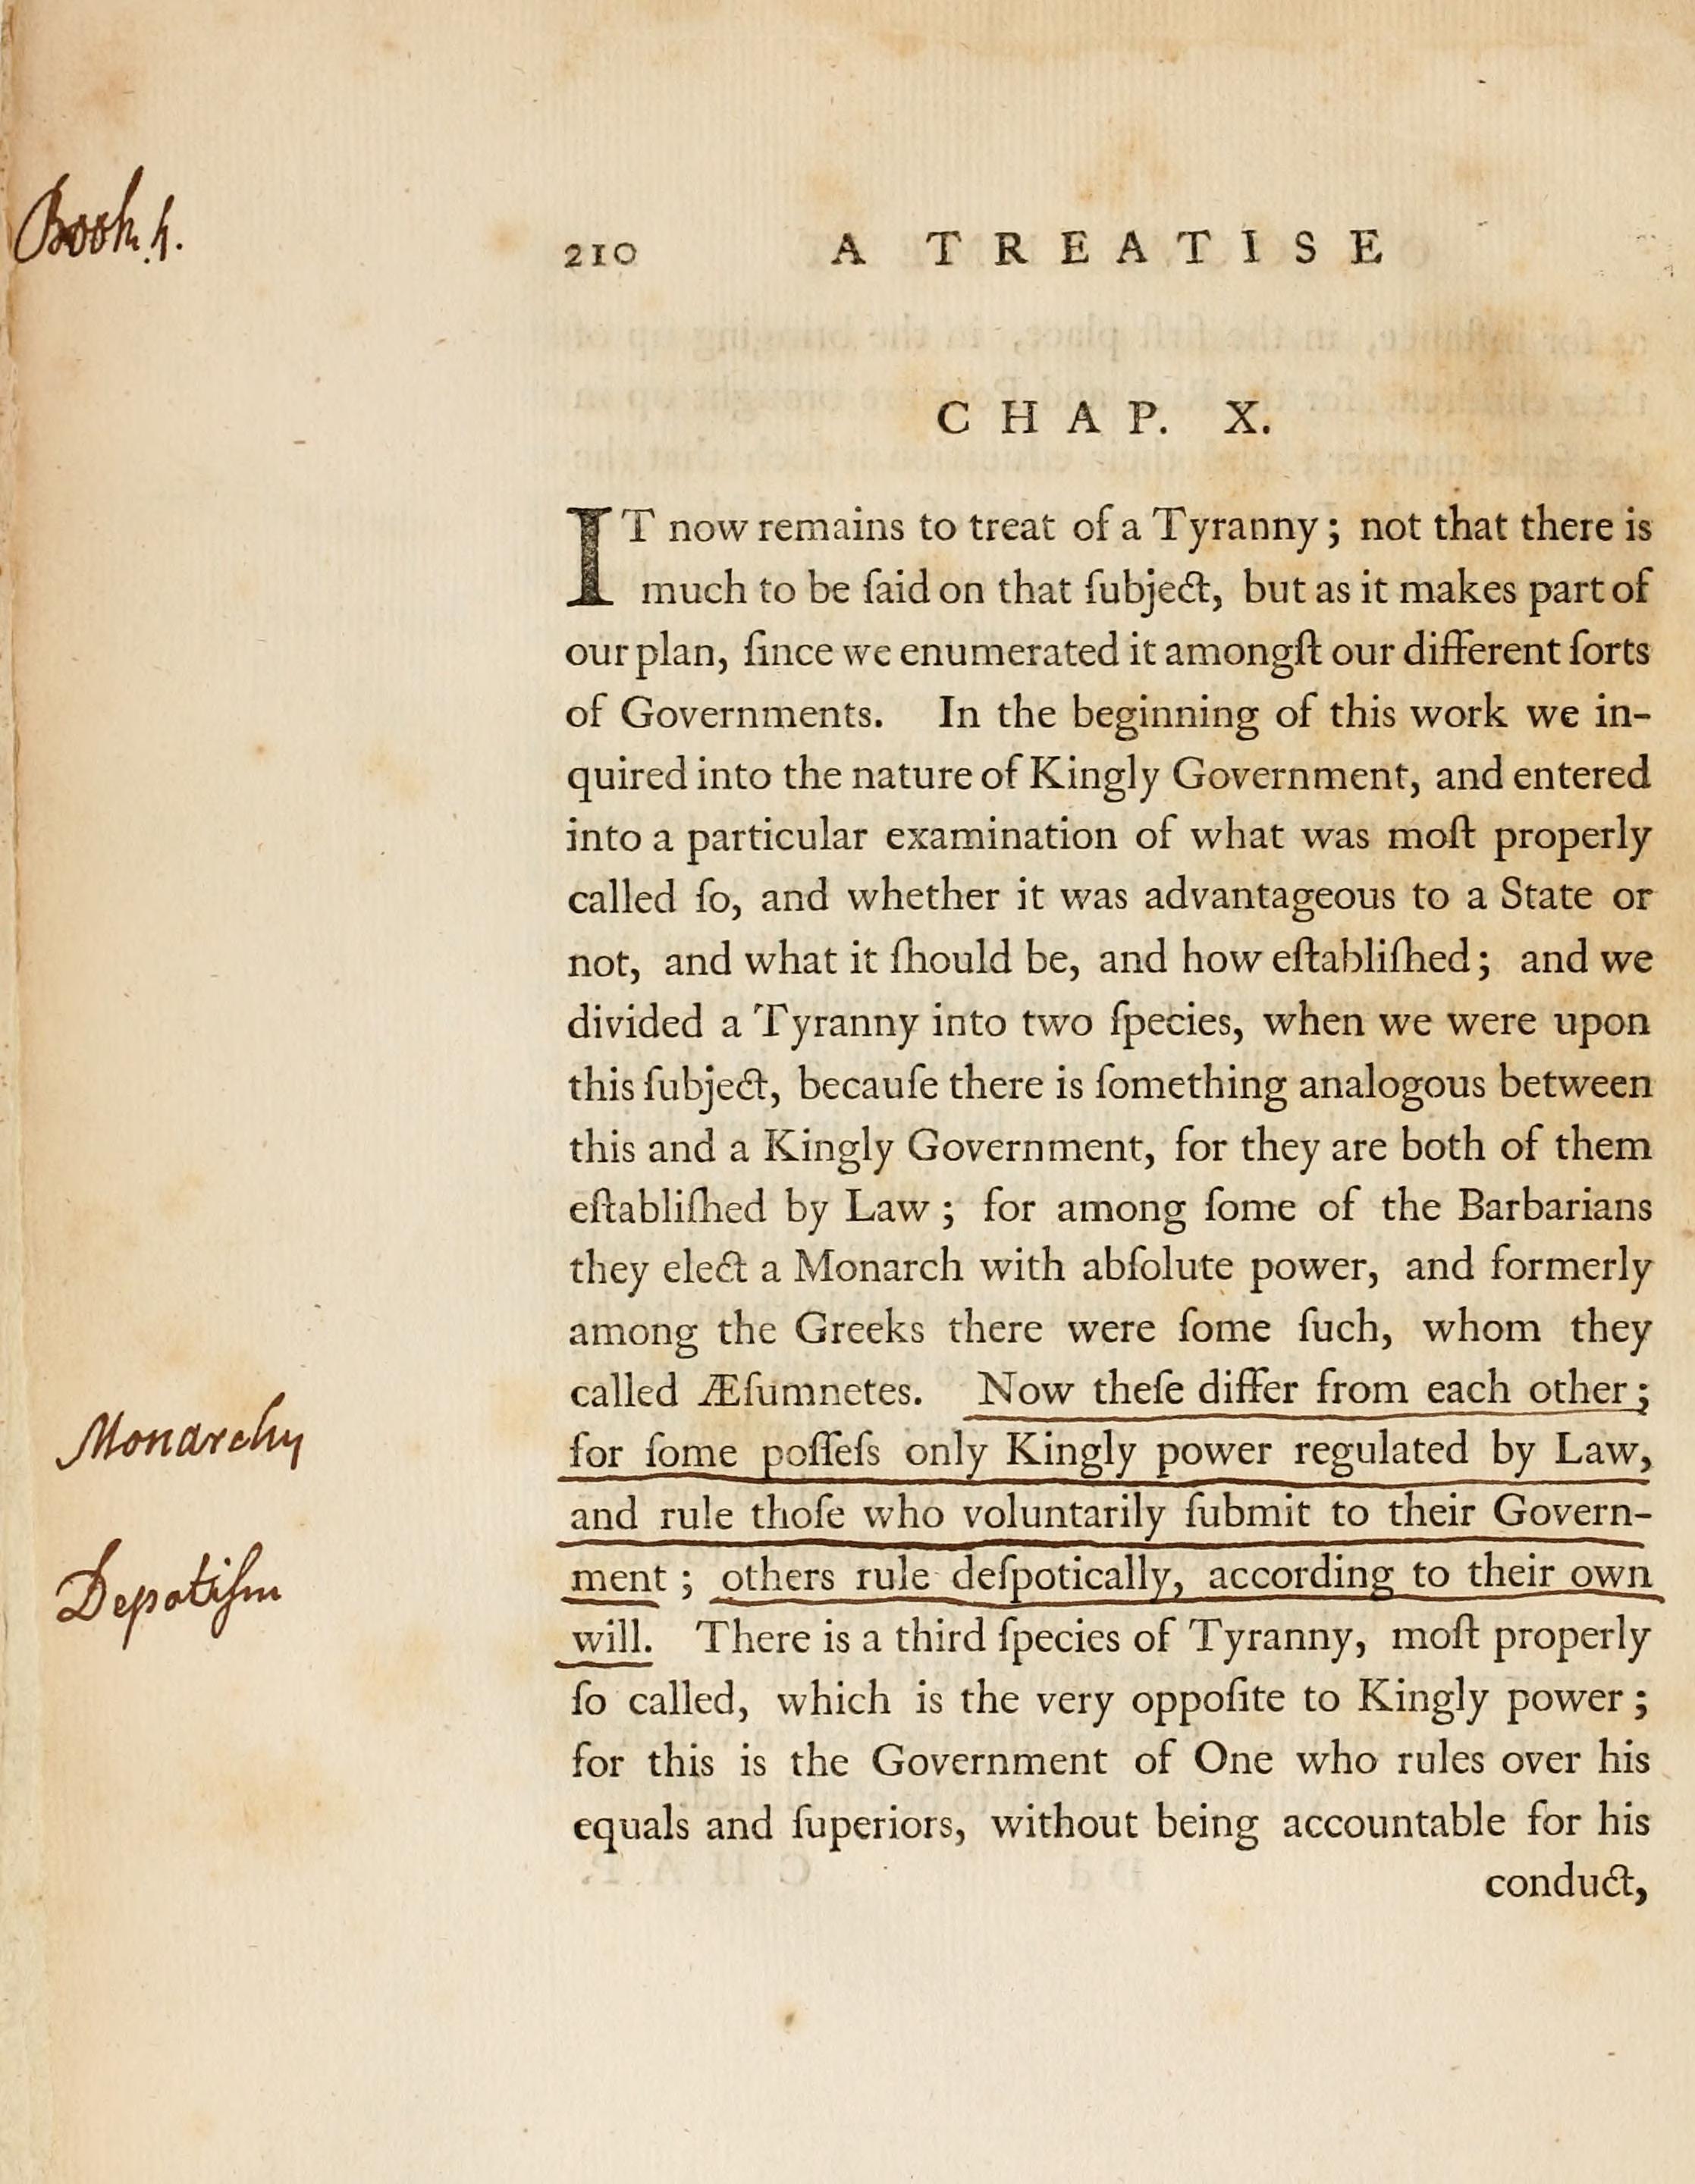 Book. 4.
210 A TREATISE
CHAP. X.
IT now remains to treat of a Tyranny; not that there is
much to be ſaid on that ſubject, but as it makes part of
our plan, ſince we enumerated it amongſt our different ſorts
of Governments. In the beginning of this work we in-
quired into the nature of Kingly Government, and entered
into a particular examination of what was moſt properly
called ſo, and whether it was advantageous to a State or
not, and what it ſhould be, and how eſtabliſhed; and we
divided a Tyranny into two ſpecies, when we were upon
this ſubject, becauſe there is ſomething analogous between
this and a Kingly Government, for they are both of them
eſtabliſhed by Law; for among ſome of the Barbarians
they elect a Monarch with abſolute power, and formerly
among the Greeks there were ſome ſuch, whom they
called Æſumnetes. Now theſe differ from each other;
Monarchy
for ſome poſſeſs only Kingly power regulated by Law,
and rule thoſe who voluntarily ſubmit to their Govern-
Depotiſm
ment; others rule deſpotically, according to their own
will. There is a third ſpecies of Tyranny, moſt properly
ſo called, which is the very oppoſite to Kingly power;
for this is the Government of One who rules over his
equals and ſuperiors, without being accountable for his
conduct,